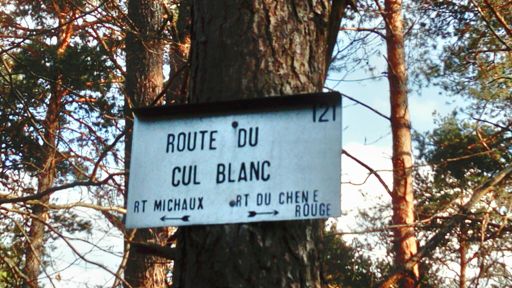 121
ROUTE DU
CUL BLANC
RT MICHAUX RT DU CHENE
ROUGE